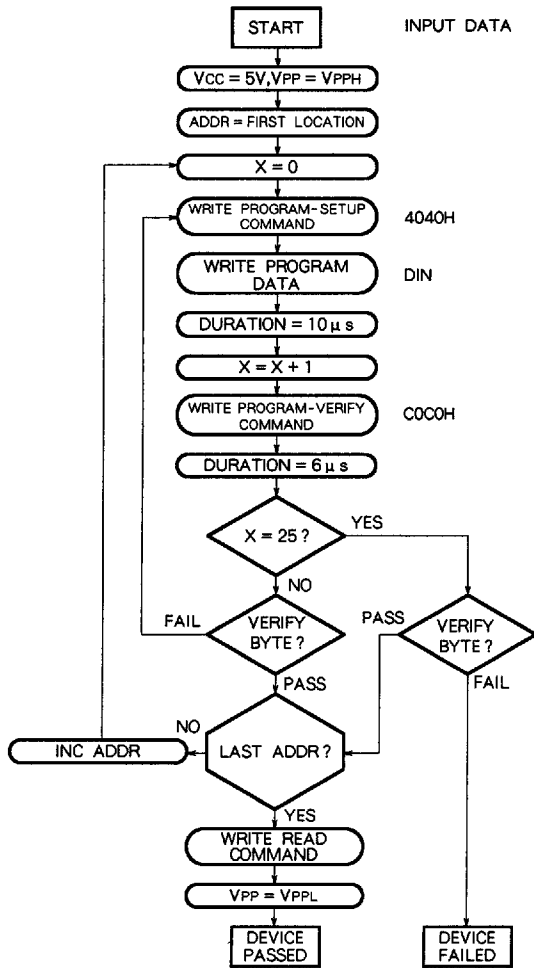 START
INPUT DATA
VCC = 5V, VPP = VPPH
ADDR = FIRST LOCATION
X = 0
WRITE PROGRAM-SETUP
COMMAND
4040H
WRITE PROGRAM
DATA
DIN
DURATION = 10 µ s
X = X + 1
WRITE PROGRAM-VERIFY
COMMAND
C0C0H
DURATION = 6 µ s
X = 25 ?
YES
NO
FAIL
VERIFY
BYTE ?
PASS
VERIFY
BYTE ?
PASS
FAIL
NO
INC ADDR
LAST ADDR ?
YES
WRITE READ
COMMAND
VPP = VPPL
DEVICE
PASSED
DEVICE
FAILED